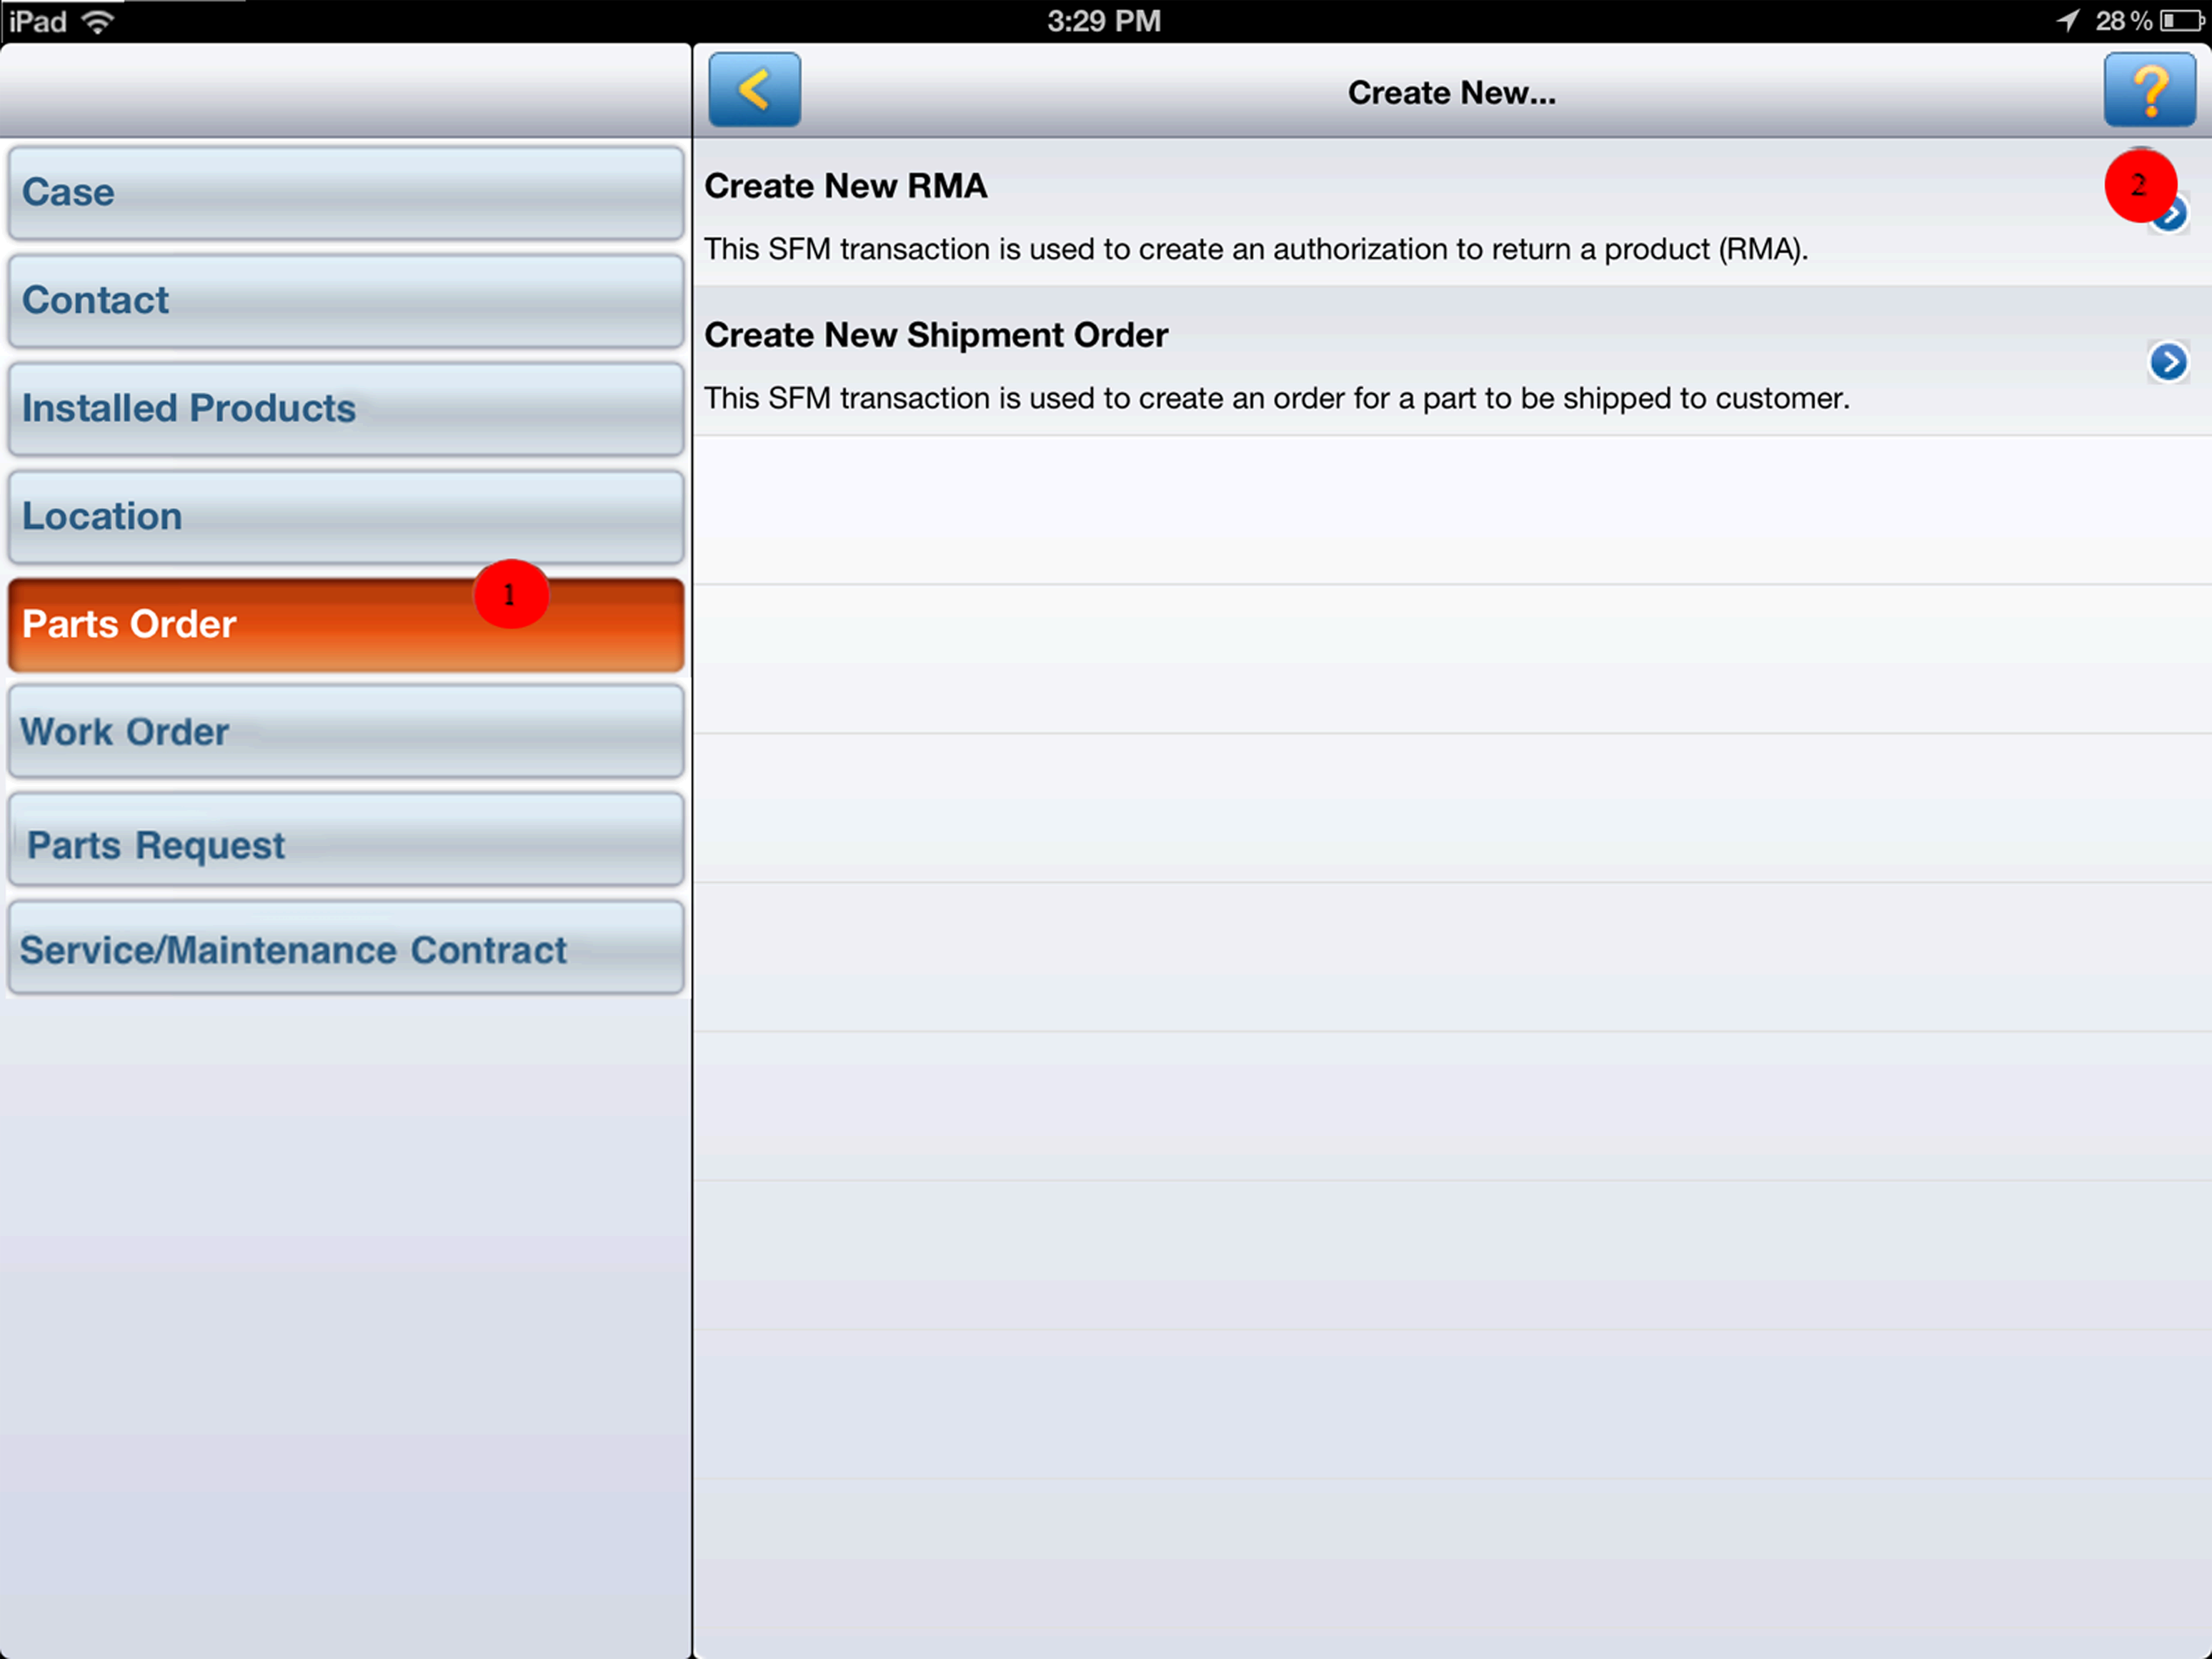 iPad 3:29 PM 28 %
Create New...
Case
Contact
Installed Products
Location
Parts Order 1
Work Order
Parts Request
Service/Maintenance Contract
Create New RMA 2
This SFM transaction is used to create an authorization to return a product (RMA).
Create New Shipment Order
This SFM transaction is used to create an order for a part to be shipped to customer.